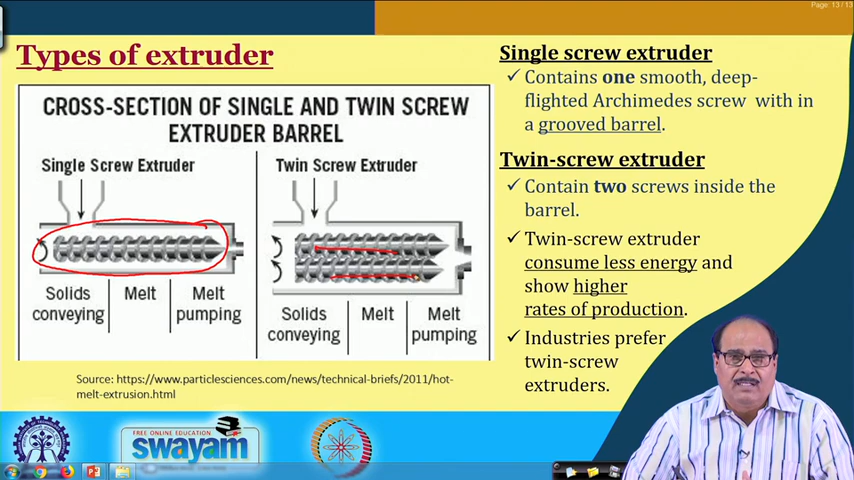 Page: 13 / 13
Types of extruder
CROSS-SECTION OF SINGLE AND TWIN SCREW
EXTRUDER BARREL
Single Screw Extruder
Solids
conveying
Melt
Melt
pumping
Twin Screw Extruder
Solids
conveying
Melt
Melt
pumping
Source: https://www.particlesciences.com/news/technical-briefs/2011/hot-
melt-extrusion.html
Single screw extruder
✓ Contains one smooth, deep-
flighted Archimedes screw with in
a grooved barrel.
Twin-screw extruder
✓ Contain two screws inside the
barrel.
✓ Twin-screw extruder
consume less energy and
show higher
rates of production.
✓ Industries prefer
twin-screw
extruders.
FREE ONLINE EDUCATION
swayam